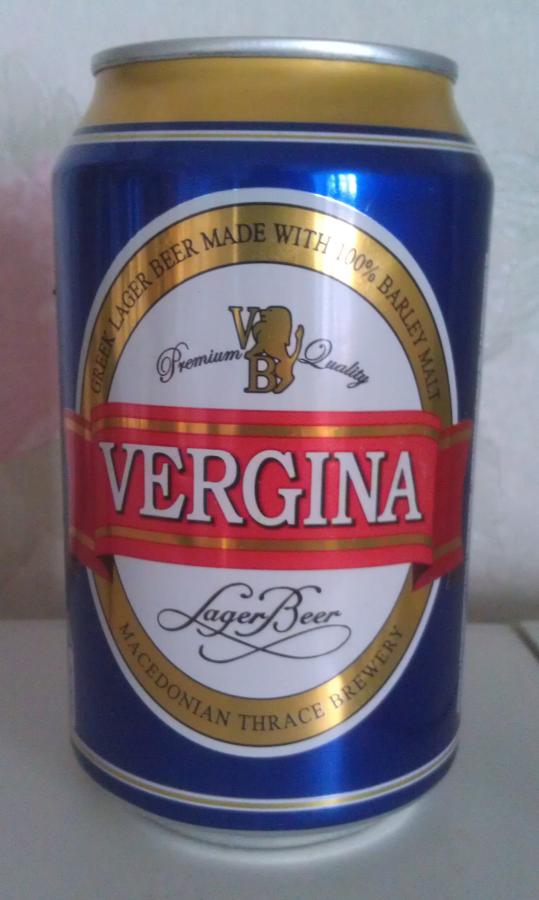 GREEK LAGER BEER MADE WITH 100% BARLEY MALT
VB
Premium Quality
VERGINA
Lager Beer
MACEDONIAN THRACE BREWERY